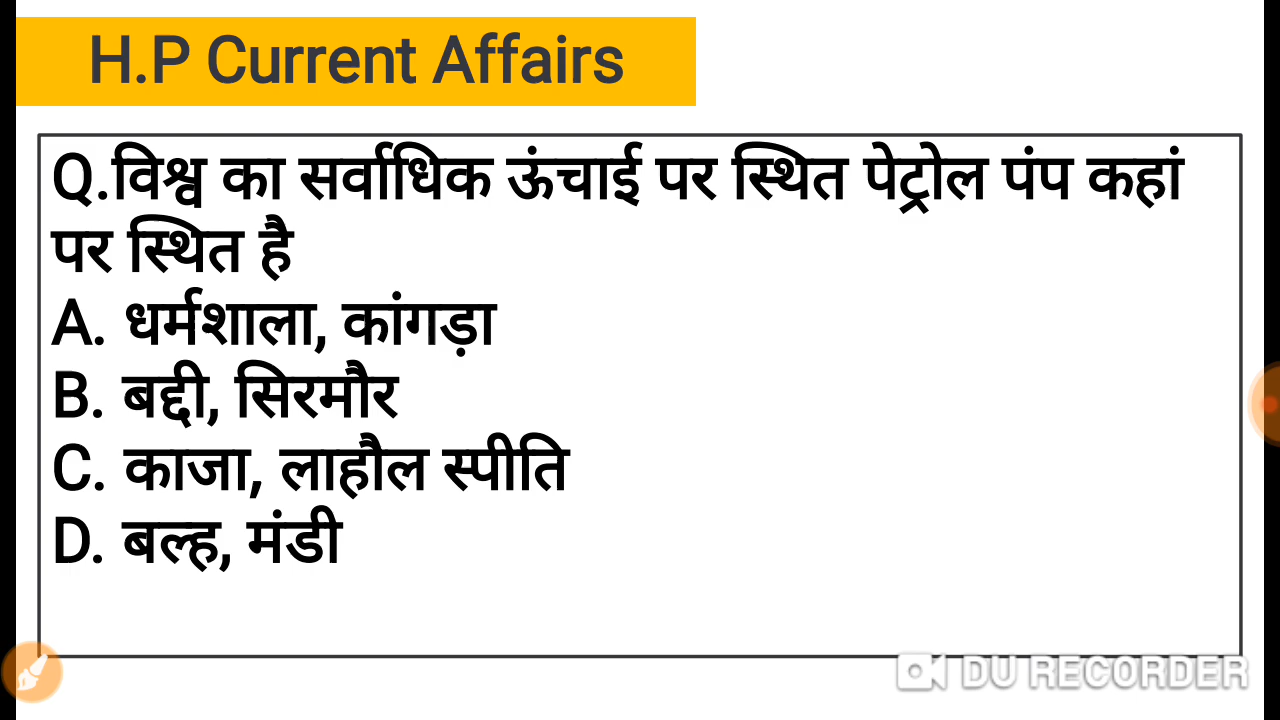 H.P Current Affairs
Q.विश्व का सर्वाधिक ऊंचाई पर स्थित पेट्रोल पंप कहां
पर स्थित है
A. धर्मशाला, कांगड़ा
B. बद्दी, सिरमौर
C. काजा, लाहौल स्पीति
D. बल्ह, मंडी
DU RECORDER